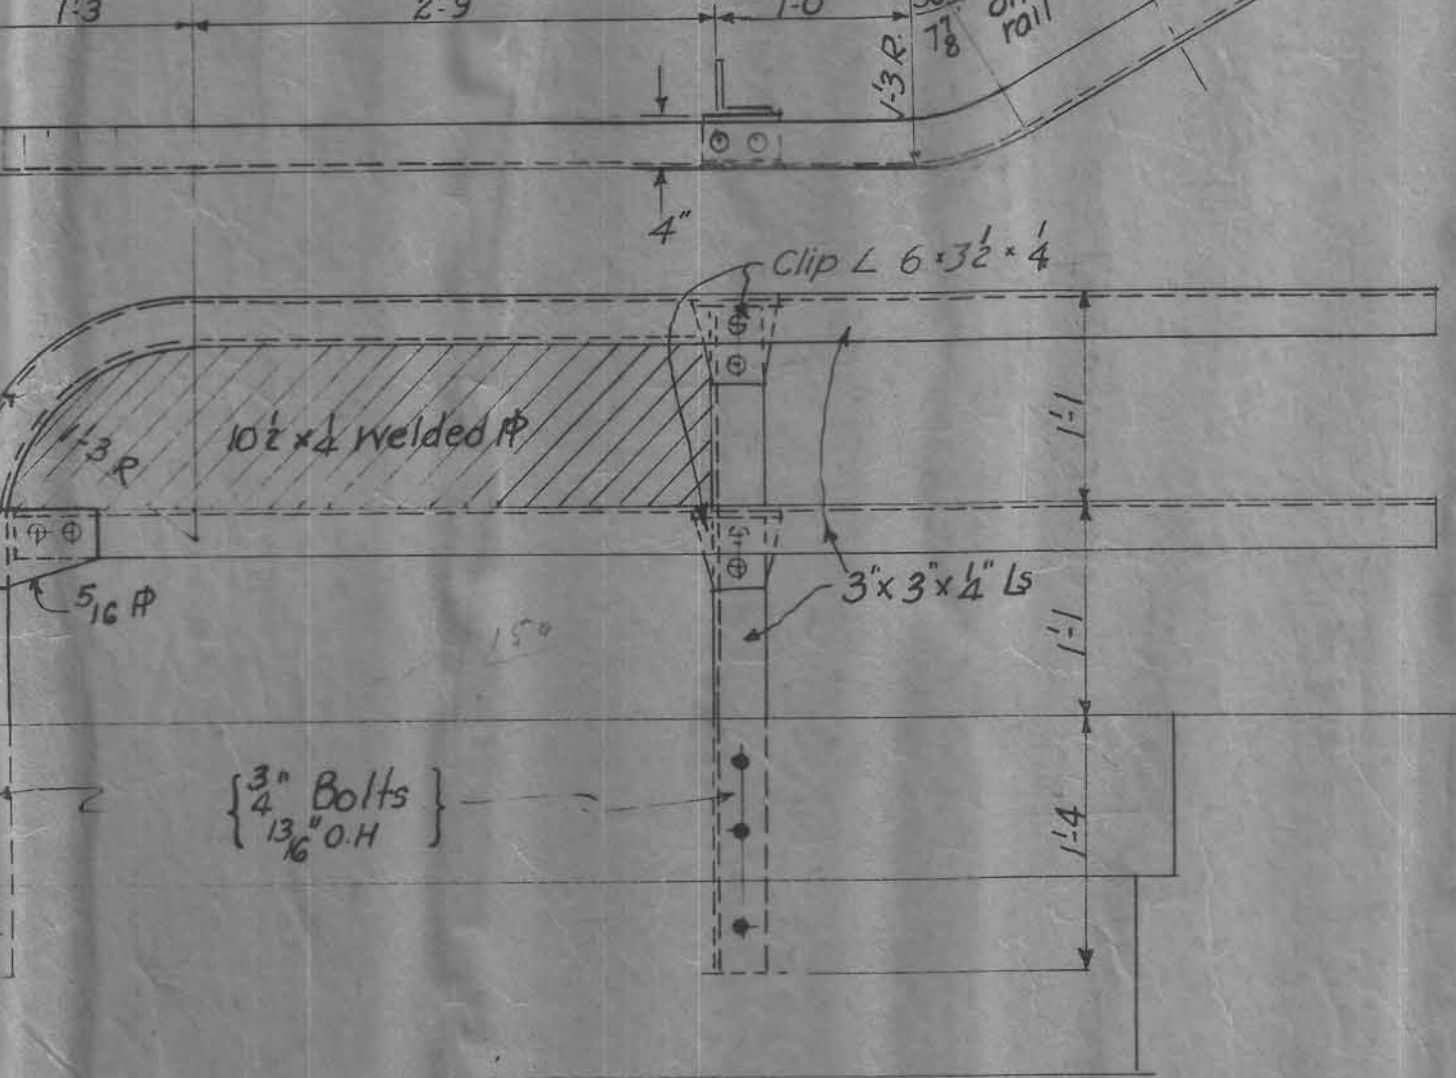 1'-3
2'-9
1'-0
7 7/8
on
rail
1'-3 R.
4"
Clip L 6 × 3 1/2 × 1/4
10 1/2 × 1/4 welded ⅊
1'-3 R
1'-1
5/16 ⅊
3" × 3" × 1/4" Ls
15"
1'-1
{ 3/4" Bolts }
13/16" O.H
1'-4